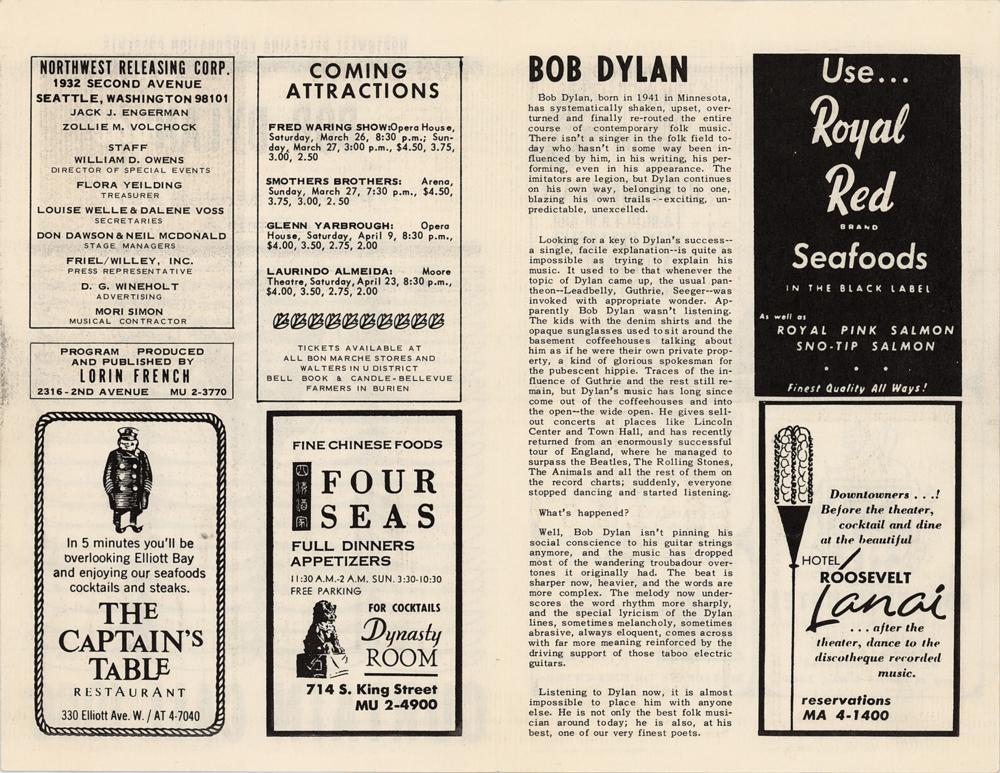 NORTHWEST RELEASING CORP.
1932 SECOND AVENUE
SEATTLE, WASHINGTON 98101
JACK J. ENGERMAN
ZOLLIE M. VOLCHOCK
STAFF
WILLIAM D. OWENS
DIRECTOR OF SPECIAL EVENTS
FLORA YEILDING
TREASURER
LOUISE WELLE & DALENE VOSS
SECRETARIES
DON DAWSON & NEIL MCDONALD
STAGE MANAGERS
FRIEL/WILLEY, INC.
PRESS REPRESENTATIVE
D. G. WINEHOLT
ADVERTISING
MORI SIMON
MUSICAL CONTRACTOR
PROGRAM PRODUCED
AND PUBLISHED BY
LORIN FRENCH
2316-2ND AVENUE MU 2-3770
In 5 minutes you'll be
overlooking Elliott Bay
and enjoying our seafoods
cocktails and steaks.
THE
CAPTAIN'S
TABLE
RESTAURANT
330 Elliott Ave. W. / AT 4-7040
COMING
ATTRACTIONS
FRED WARING SHOW: Opera House,
Saturday, March 26, 8:30 p.m.; Sun-
day, March 27, 3:00 p.m., $4.50, 3.75,
3.00, 2.50
SMOTHERS BROTHERS: Arena,
Sunday, March 27, 7:30 p.m., $4.50,
3.75, 3.00, 2.50
GLENN YARBROUGH: Opera
House, Saturday, April 9, 8:30 p.m.,
$4.00, 3.50, 2.75, 2.00
LAURINDO ALMEIDA: Moore
Theatre, Saturday, April 23, 8:30 p.m.,
$4.00, 3.50, 2.75, 2.00
TICKETS AVAILABLE AT
ALL BON MARCHE STORES AND
WALTERS IN U DISTRICT
BELL BOOK & CANDLE-BELLEVUE
FARMERS IN BURIEN
FINE CHINESE FOODS
FOUR
SEAS
FULL DINNERS
APPETIZERS
11:30 A.M.-2 A.M. SUN. 3:30-10:30
FREE PARKING
FOR COCKTAILS
Dynasty
ROOM
714 S. King Street
MU 2-4900
BOB DYLAN
Bob Dylan, born in 1941 in Minnesota,
has systematically shaken, upset, over-
turned and finally re-routed the entire
course of contemporary folk music.
There isn't a singer in the folk field to-
day who hasn't in some way been in-
fluenced by him, in his writing, his per-
forming, even in his appearance. The
imitators are legion, but Dylan continues
on his own way, belonging to no one,
blazing his own trails--exciting, un-
predictable, unexcelled.
Looking for a key to Dylan's success--
a single, facile explanation--is quite as
impossible as trying to explain his
music. It used to be that whenever the
topic of Dylan came up, the usual pan-
theon--Leadbelly, Guthrie, Seeger--was
invoked with appropriate wonder. Ap-
parently Bob Dylan wasn't listening.
The kids with the denim shirts and the
opaque sunglasses used to sit around the
basement coffeehouses talking about
him as if he were their own private prop-
erty, a kind of glorious spokesman for
the pubescent hippie. Traces of the in-
fluence of Guthrie and the rest still re-
main, but Dylan's music has long since
come out of the coffeehouses and into
the open--the wide open. He gives sell-
out concerts at places like Lincoln
Center and Town Hall, and has recently
returned from an enormously successful
tour of England, where he managed to
surpass the Beatles, The Rolling Stones,
The Animals and all the rest of them on
the record charts; suddenly, everyone
stopped dancing and started listening.
What's happened?
Well, Bob Dylan isn't pinning his
social conscience to his guitar strings
anymore, and the music has dropped
most of the wandering troubadour over-
tones it originally had. The beat is
sharper now, heavier, and the words are
more complex. The melody now under-
scores the word rhythm more sharply,
and the special lyricism of the Dylan
lines, sometimes melancholy, sometimes
abrasive, always eloquent, comes across
with far more meaning reinforced by the
driving support of those taboo electric
guitars.
Listening to Dylan now, it is almost
impossible to place him with anyone
else. He is not only the best folk musi-
cian around today; he is also, at his
best, one of our very finest poets.
Use...
Royal
Red
BRAND
Seafoods
IN THE BLACK LABEL
As well as
ROYAL PINK SALMON
SNO-TIP SALMON
Finest Quality All Ways!
Downtowners . . .!
Before the theater,
cocktail and dine
at the beautiful
HOTEL
ROOSEVELT
Lanai
. . . after the
theater, dance to the
discotheque recorded
music.
reservations
MA 4-1400